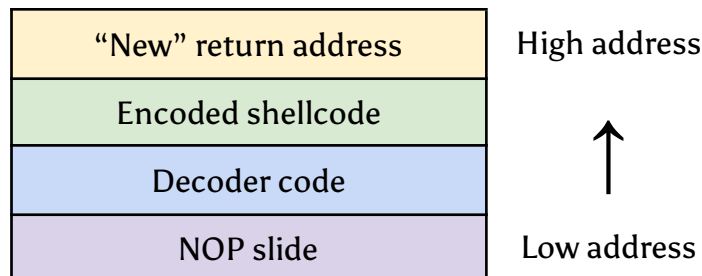 “New” return address
High address
Encoded shellcode
Decoder code
NOP slide
Low address